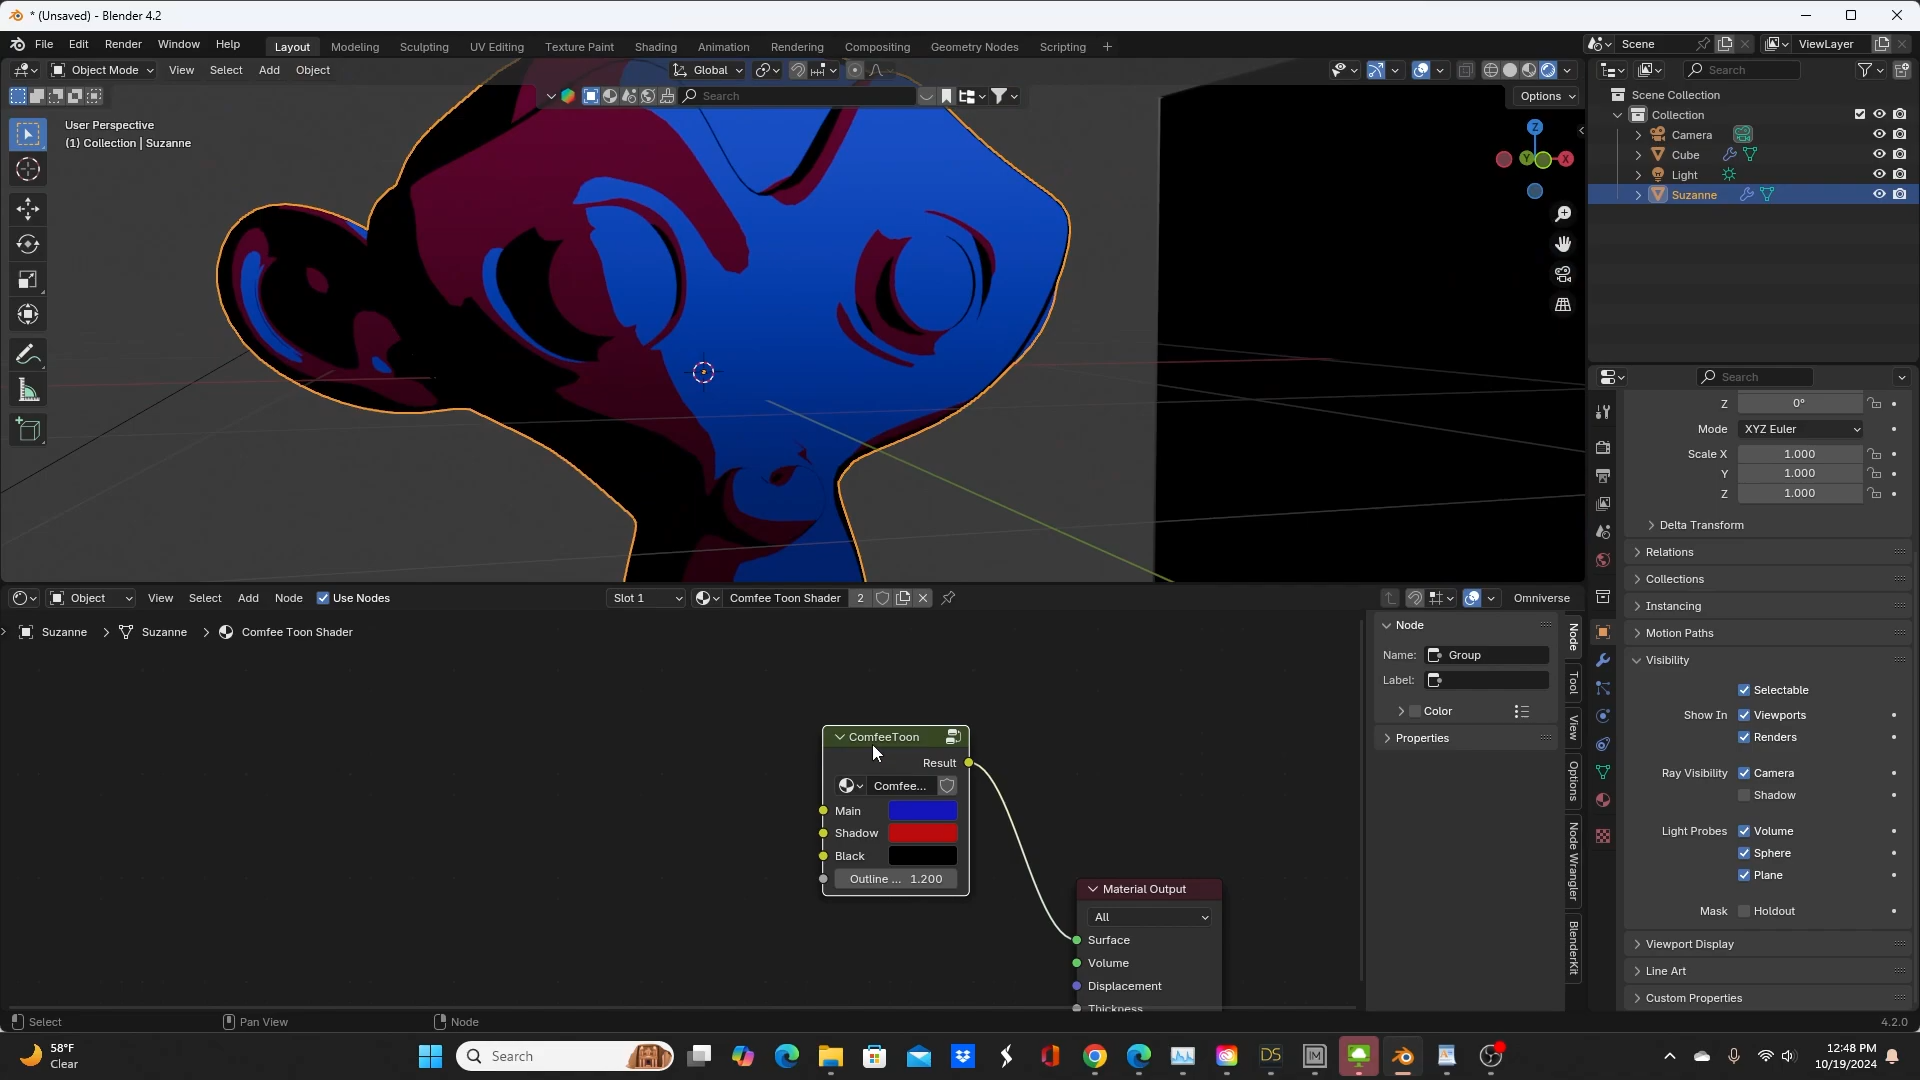 * (Unsaved) - Blender 4.2
File Edit Render Window Help
Layout Modeling Sculpting UV Editing Texture Paint Shading Animation Rendering Compositing Geometry Nodes Scripting +
Scene
ViewLayer
Object Mode View Select Add Object
Global
Search
Search
Options
User Perspective
(1) Collection | Suzanne
Z
Y
X
Scene Collection
Collection
Camera
Cube
Light
Suzanne
Search
Z 0°
Mode XYZ Euler
Scale X 1.000
Y 1.000
Z 1.000
Delta Transform
Relations
Collections
Instancing
Motion Paths
Visibility
Selectable
Show In Viewports
Renders
Ray Visibility Camera
Shadow
Light Probes Volume
Sphere
Plane
Mask Holdout
Viewport Display
Line Art
Custom Properties
Object View Select Add Node Use Nodes Slot 1 Comfee Toon Shader 2 Omniverse
Suzanne > Suzanne > Comfee Toon Shader
Node
Name: Group
Label:
Color
Properties
Node
Tool
View
Options
Node Wrangler
BlenderKit
ComfeeToon
Result
Comfee...
Main
Shadow
Black
Outline ... 1.200
Material Output
All
Surface
Volume
Displacement
Thickness
Select Pan View Node 4.2.0
58°F
Clear
Search
DS
12:48 PM
10/19/2024